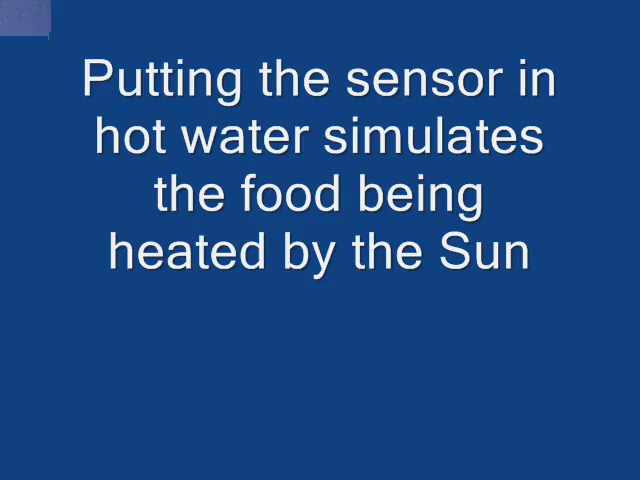 Putting the sensor in
hot water simulates
the food being
heated by the Sun